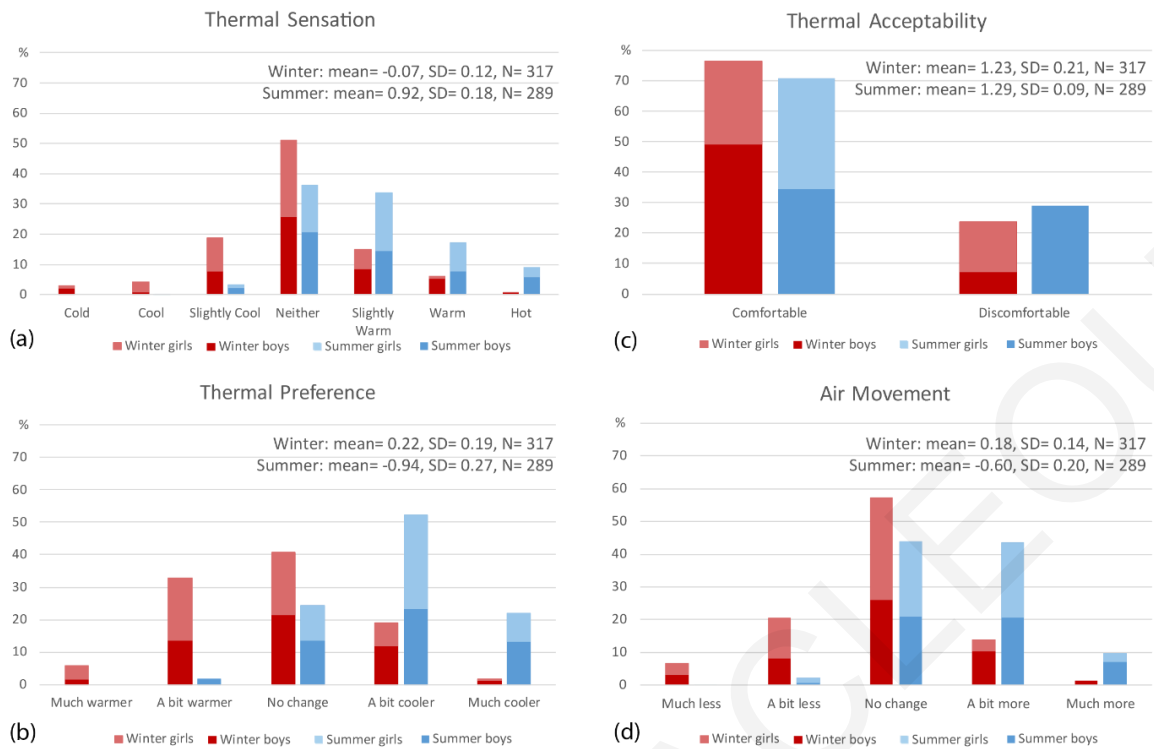 Thermal Sensation
%
Winter: mean= -0.07, SD= 0.12, N= 317
Summer: mean= 0.92, SD= 0.18, N= 289
70
60
50
40
30
20
10
0
Cold Cool Slightly Cool Neither Slightly Warm Warm Hot
(a)
Winter girls Winter boys Summer girls Summer boys
Thermal Acceptability
%
Winter: mean= 1.23, SD= 0.21, N= 317
Summer: mean= 1.29, SD= 0.09, N= 289
70
60
50
40
30
20
10
0
Comfortable Discomfortable
(c)
Winter girls Winter boys Summer girls Summer boys
Thermal Preference
%
Winter: mean= 0.22, SD= 0.19, N= 317
Summer: mean= -0.94, SD= 0.27, N= 289
70
60
50
40
30
20
10
0
Much warmer A bit warmer No change A bit cooler Much cooler
(b)
Winter girls Winter boys Summer girls Summer boys
Air Movement
%
Winter: mean= 0.18, SD= 0.14, N= 317
Summer: mean= -0.60, SD= 0.20, N= 289
70
60
50
40
30
20
10
0
Much less A bit less No change A bit more Much more
(d)
Winter girls Winter boys Summer girls Summer boys